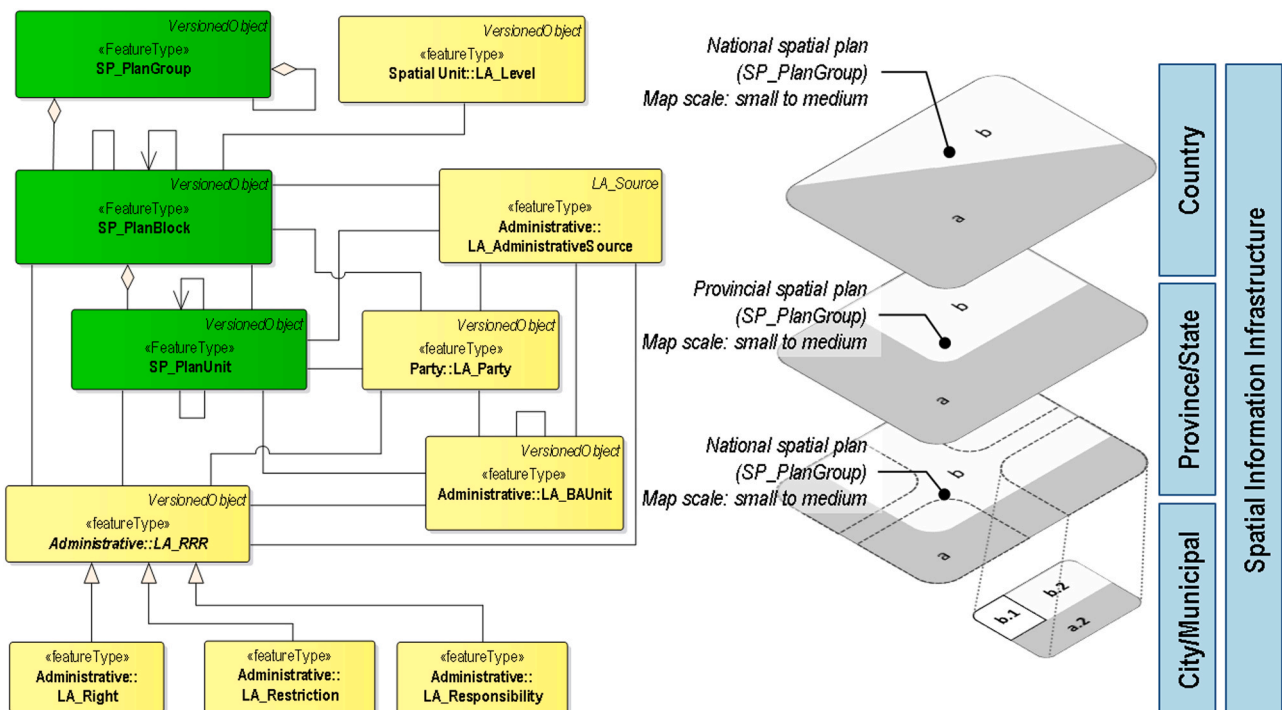 VersionedObject
«FeatureType»
SP_PlanGroup
VersionedObject
«featureType»
Spatial Unit::LA_Level
VersionedObject
«FeatureType»
SP_PlanBlock
LA_Source
«featureType»
Administrative::
LA_AdministrativeSource
VersionedObject
«FeatureType»
SP_PlanUnit
VersionedObject
«featureType»
Party::LA_Party
VersionedObject
«featureType»
Administrative::LA_BAUnit
VersionedObject
«featureType»
Administrative::LA_RRR
«featureType»
Administrative::
LA_Right
«featureType»
Administrative::
LA_Restriction
«featureType»
Administrative::
LA_Responsibility
National spatial plan
(SP_PlanGroup)
Map scale: small to medium
b
a
Provincial spatial plan
(SP_PlanGroup)
Map scale: small to medium
b
a
National spatial plan
(SP_PlanGroup)
Map scale: small to medium
b
a
b.1
b.2
a.2
Country
Province/State
City/Municipal
Spatial Information Infrastructure